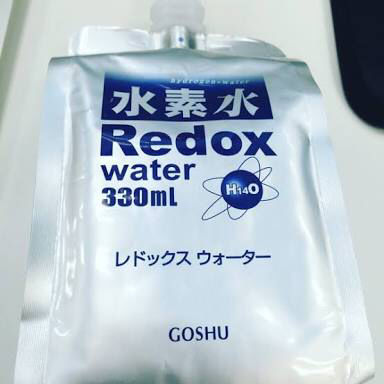 hydrogen-water
水素水
Redox
water
330mL
H14O
レドックス ウォーター
GOSHU